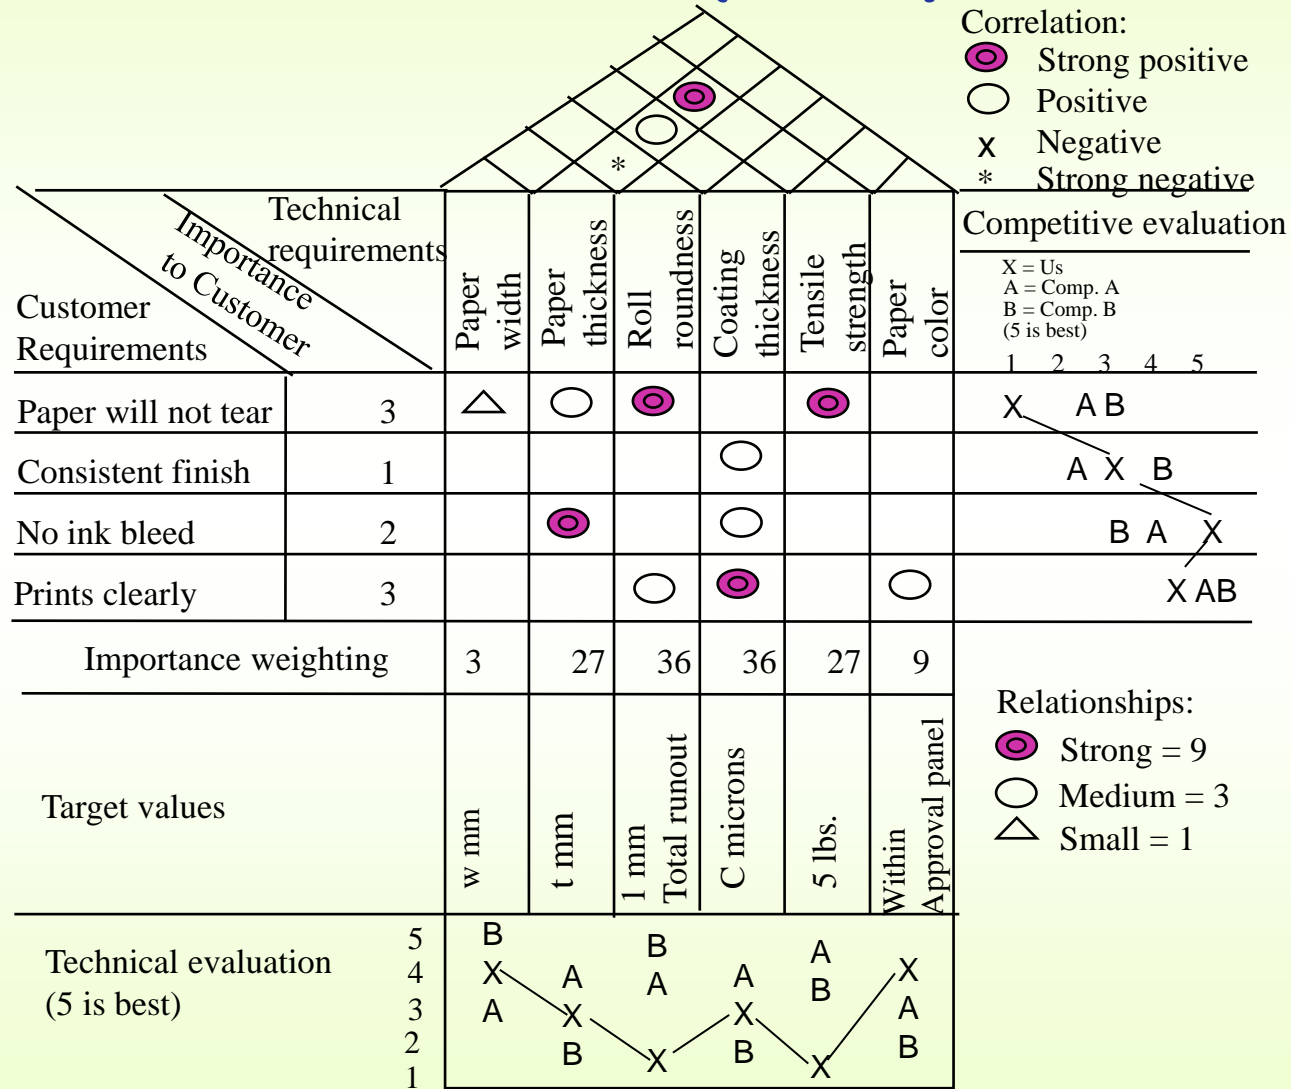 Correlation:
Strong positive
Positive
x Negative
* Strong negative
*
Technical
requirements
Importance
to Customer
Customer
Requirements
Paper
width
Paper
thickness
Roll
roundness
Coating
thickness
Tensile
strength
Paper
color
Competitive evaluation
X = Us
A = Comp. A
B = Comp. B
(5 is best)
1 2 3 4 5
Paper will not tear 3 X A B
Consistent finish 1 A X B
No ink bleed 2 B A X
Prints clearly 3 X AB
Importance weighting 3 27 36 36 27 9
Relationships:
Strong = 9
Medium = 3
Small = 1
Target values
w mm
t mm
1 mm
Total runout
C microns
5 lbs.
Within
Approval panel
Technical evaluation
(5 is best)
5 B B A
4 X A A A B X
3 A X X A
2 B X B X B
1